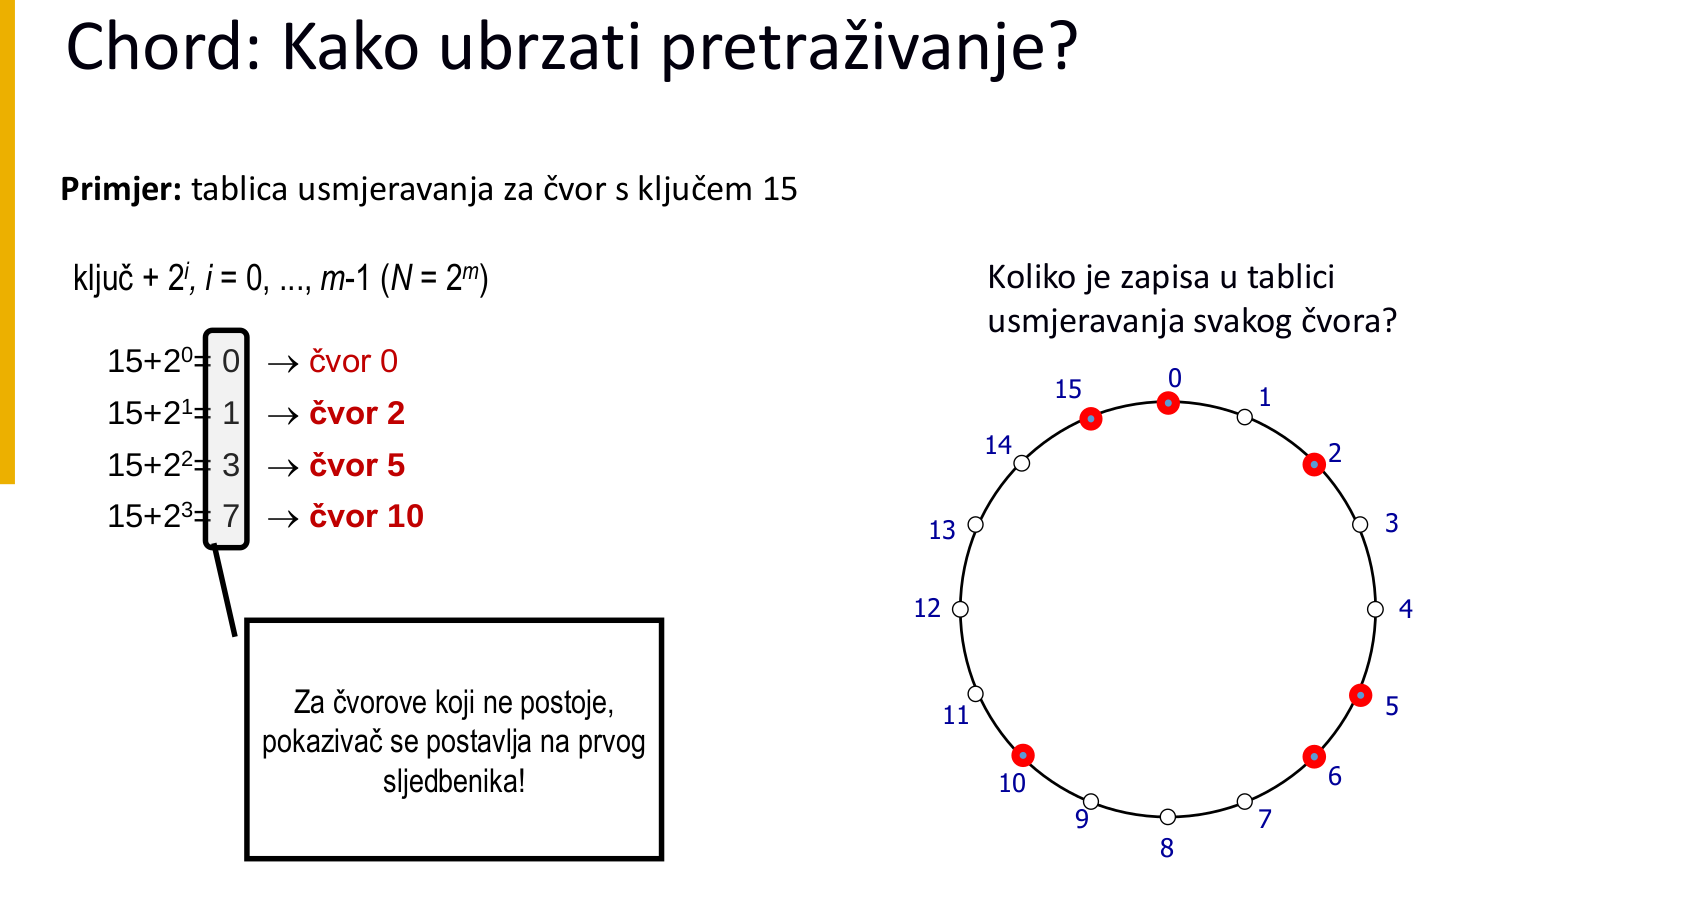 Chord: Kako ubrzati pretraživanje?
Primjer: tablica usmjeravanja za čvor s ključem 15
ključ + 2^i, i = 0, ..., m-1 (N = 2^m)
15+2^0= 0 → čvor 0
15+2^1= 1 → čvor 2
15+2^2= 3 → čvor 5
15+2^3= 7 → čvor 10
Za čvorove koji ne postoje,
pokazivač se postavlja na prvog
sljedbenika!
Koliko je zapisa u tablici
usmjeravanja svakog čvora?
0
1
2
3
4
5
6
7
8
9
10
11
12
13
14
15